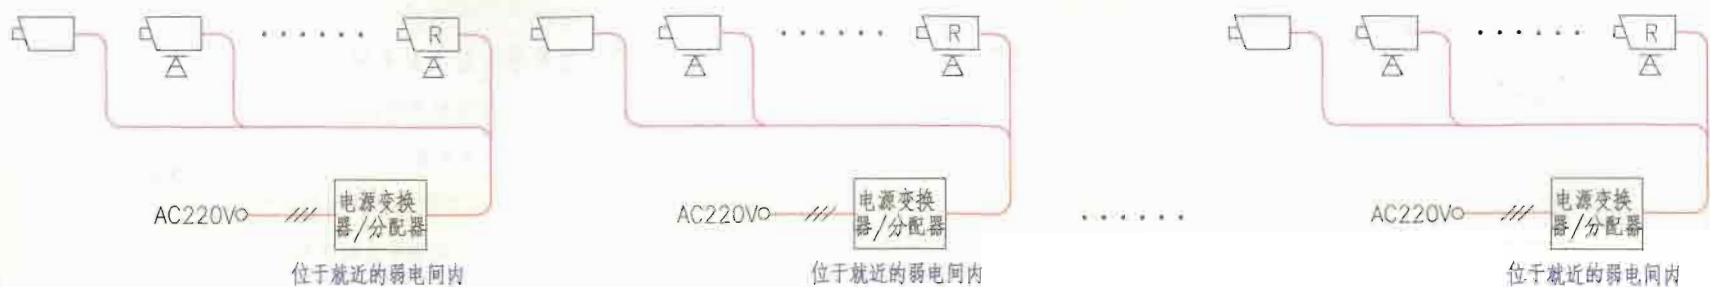 R
R
R
AC220V
电源变换
器/分配器
AC220V
电源变换
器/分配器
AC220V
电源变换
器/分配器
位于就近的弱电间内
位于就近的弱电间内
位于就近的弱电间内